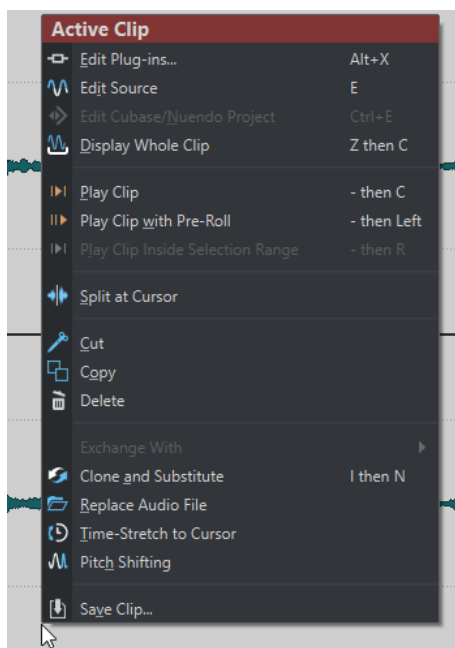 Active Clip
Edit Plug-ins... Alt+X
Edit Source E
Edit Cubase/Nuendo Project Ctrl+E
Display Whole Clip Z then C
Play Clip - then C
Play Clip with Pre-Roll - then Left
Play Clip Inside Selection Range - then R
Split at Cursor
Cut
Copy
Delete
Exchange With
Clone and Substitute I then N
Replace Audio File
Time-Stretch to Cursor
Pitch Shifting
Save Clip...